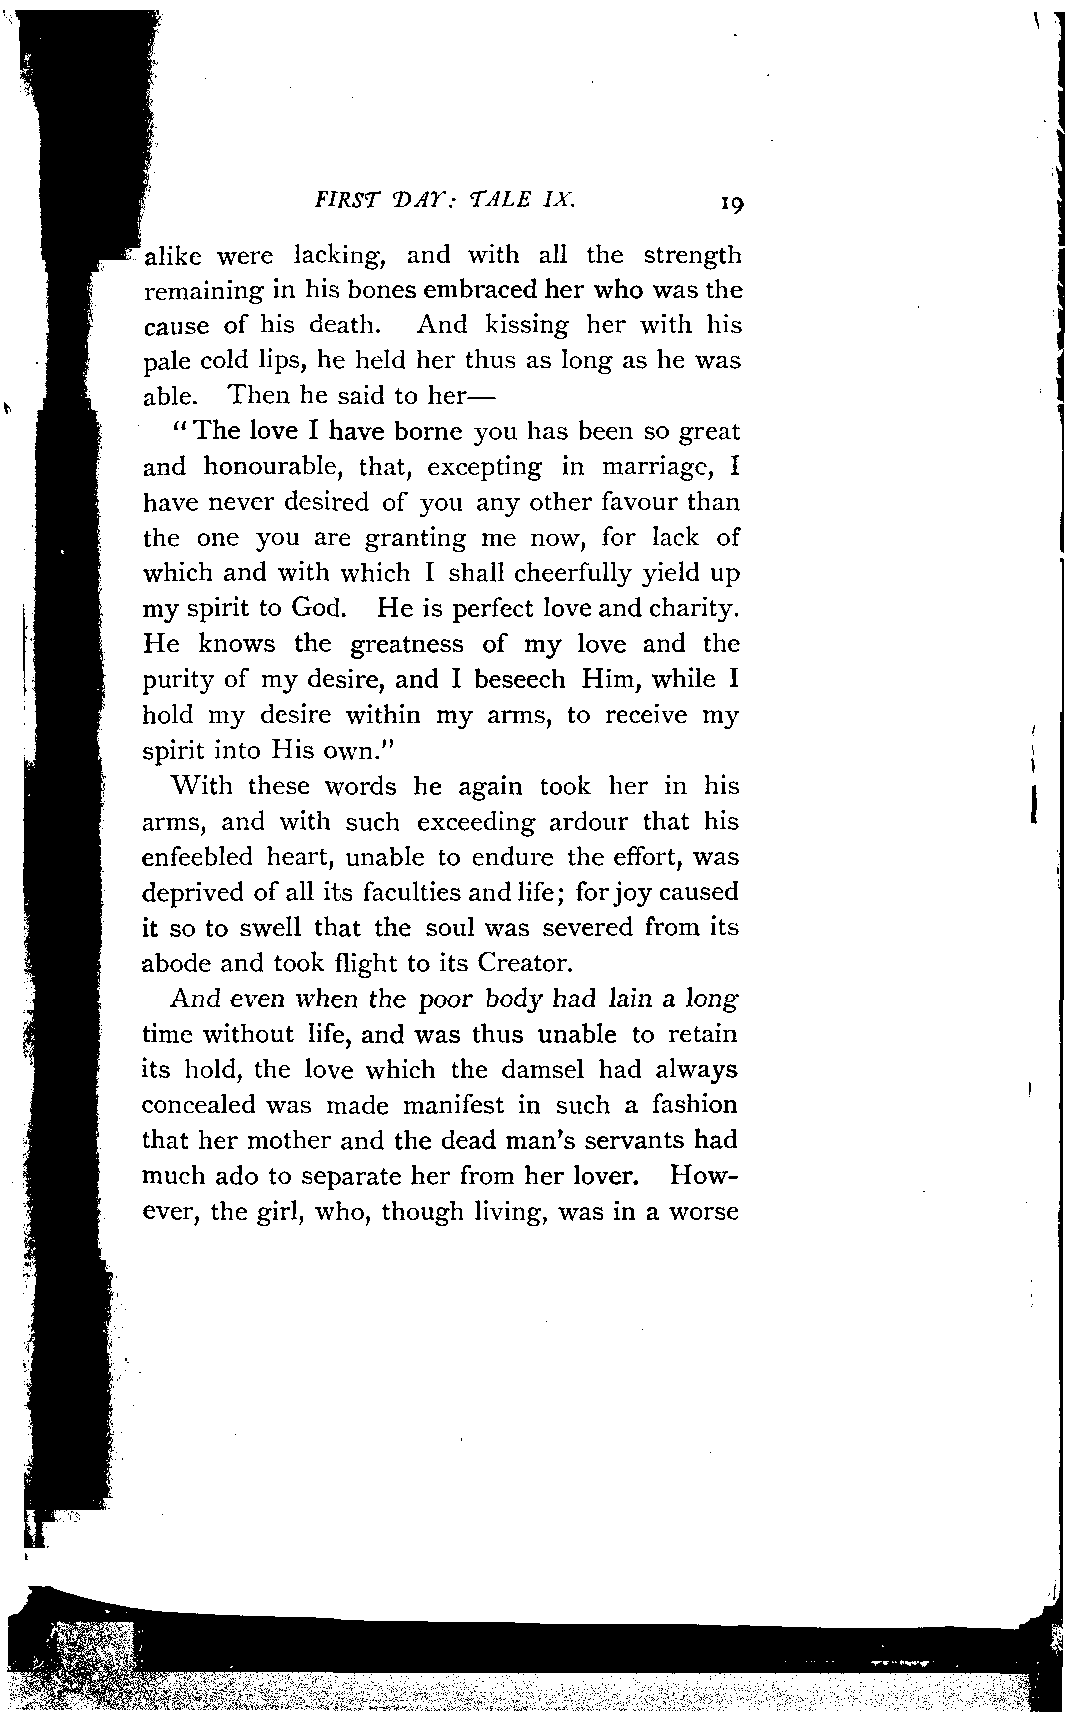 FIRST DAY: TALE IX. 19
alike were lacking, and with all the strength
remaining in his bones embraced her who was the
cause of his death. And kissing her with his
pale cold lips, he held her thus as long as he was
able. Then he said to her—
“The love I have borne you has been so great
and honourable, that, excepting in marriage, I
have never desired of you any other favour than
the one you are granting me now, for lack of
which and with which I shall cheerfully yield up
my spirit to God. He is perfect love and charity.
He knows the greatness of my love and the
purity of my desire, and I beseech Him, while I
hold my desire within my arms, to receive my
spirit into His own.”
With these words he again took her in his
arms, and with such exceeding ardour that his
enfeebled heart, unable to endure the effort, was
deprived of all its faculties and life; for joy caused
it so to swell that the soul was severed from its
abode and took flight to its Creator.
And even when the poor body had lain a long
time without life, and was thus unable to retain
its hold, the love which the damsel had always
concealed was made manifest in such a fashion
that her mother and the dead man’s servants had
much ado to separate her from her lover. How-
ever, the girl, who, though living, was in a worse